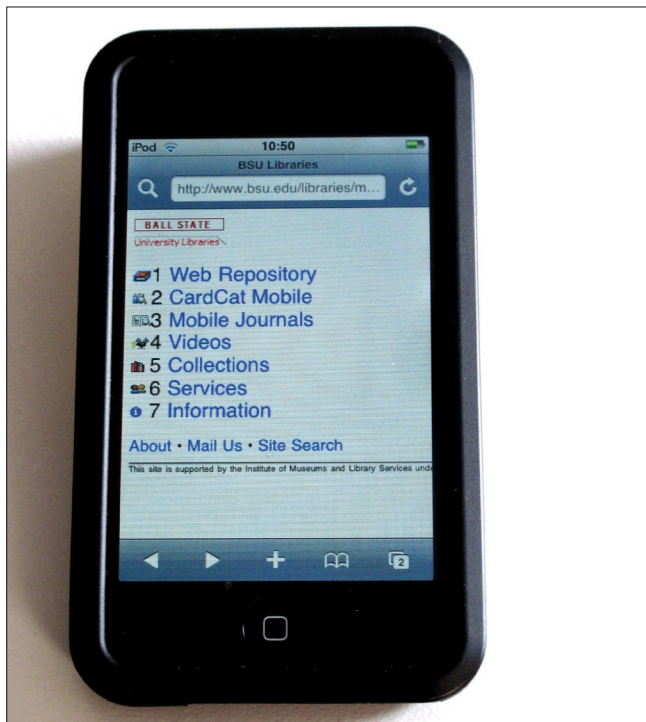 iPod 10:50
BSU Libraries
http://www.bsu.edu/libraries/m...
BALL STATE
University Libraries
1 Web Repository
2 CardCat Mobile
3 Mobile Journals
4 Videos
5 Collections
6 Services
7 Information
About • Mail Us • Site Search
This site is supported by the Institute of Museums and Library Services unde
2